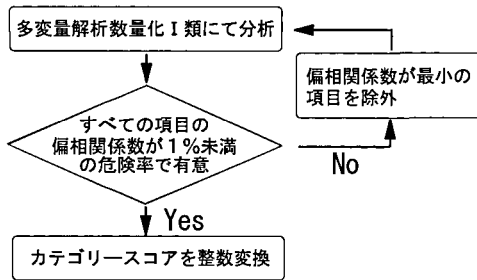 多変量解析数量化Ⅰ類にて分析
偏相関係数が最小の
項目を除外
すべての項目の
偏相関係数が1%未満
の危険率で有意
No
Yes
カテゴリースコアを整数変換